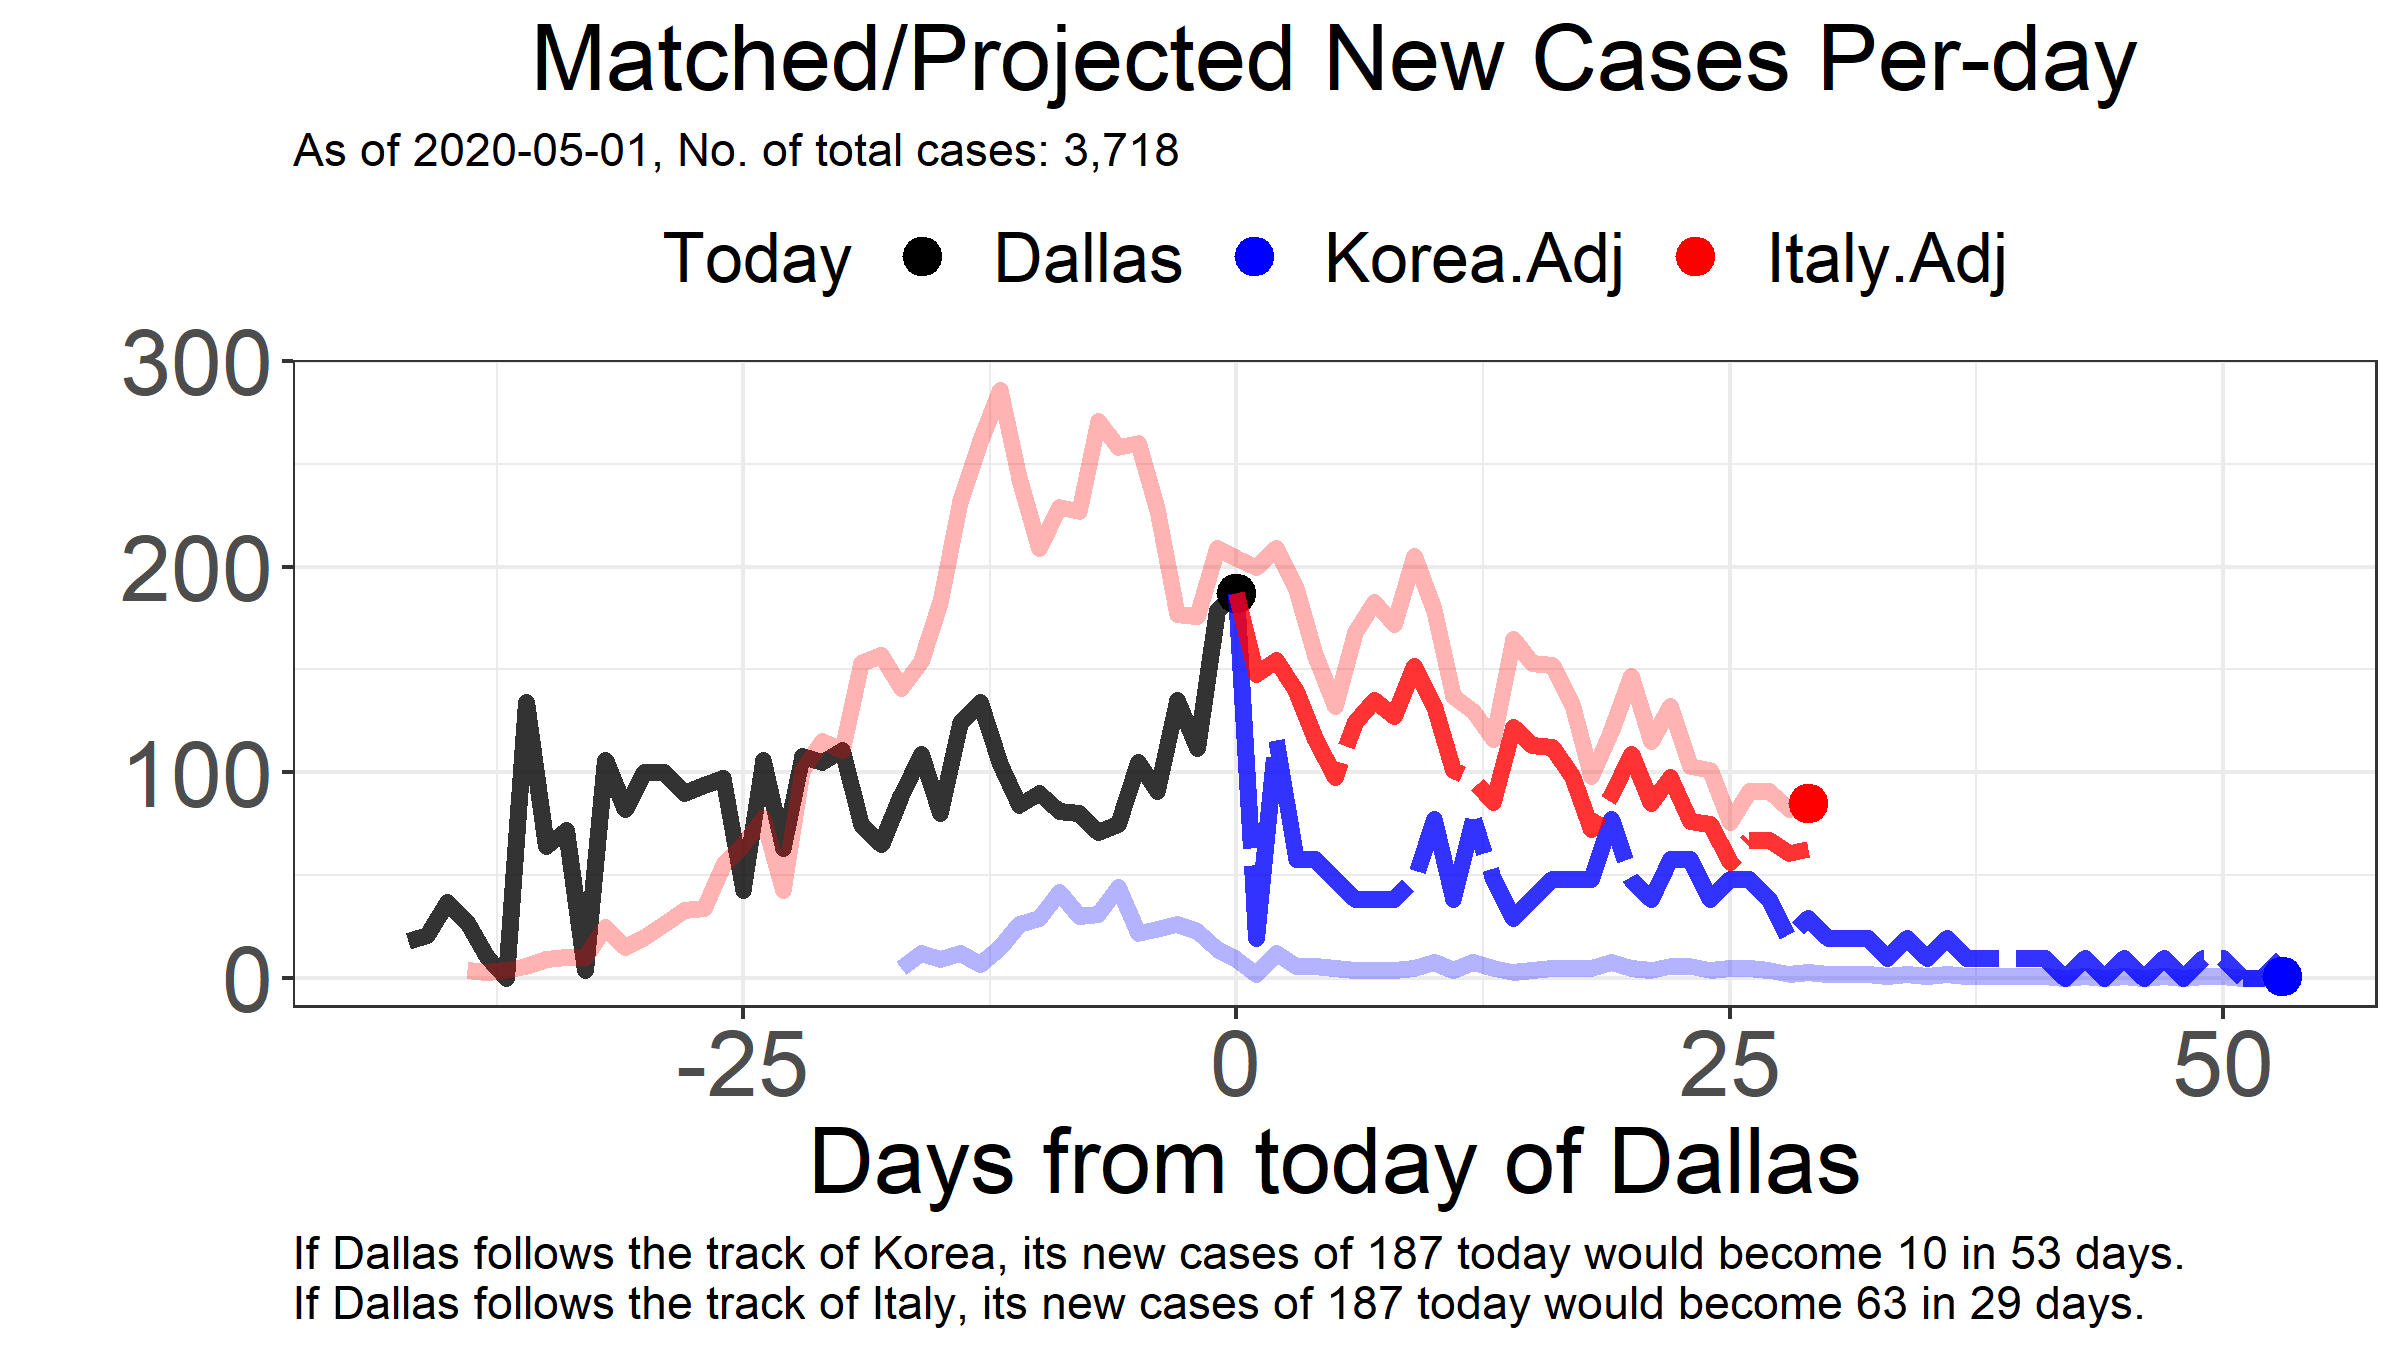 Matched/Projected New Cases Per-day
As of 2020-05-01, No. of total cases: 3,718
Today Dallas Korea.Adj Italy.Adj
300
200
100
0
-25 0 25 50
Days from today of Dallas
If Dallas follows the track of Korea, its new cases of 187 today would become 10 in 53 days.
If Dallas follows the track of Italy, its new cases of 187 today would become 63 in 29 days.